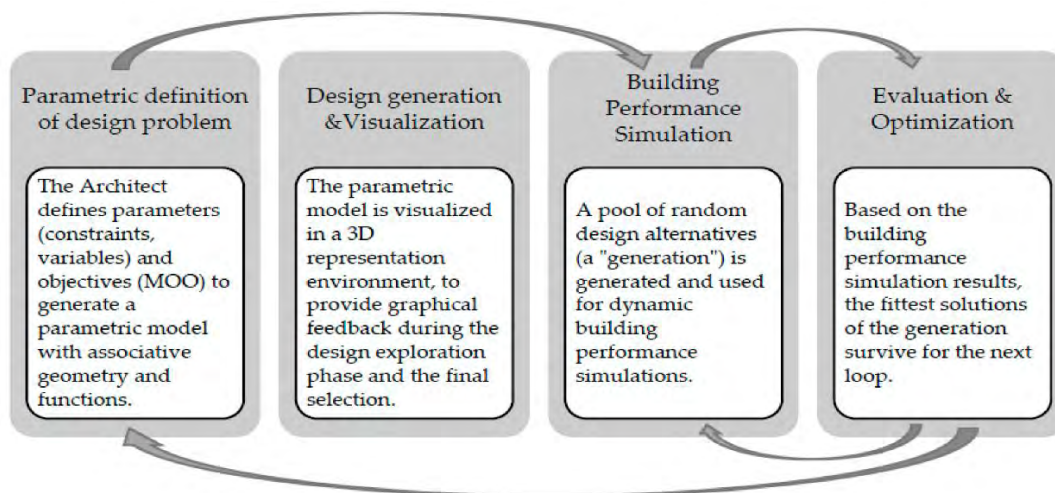 Parametric definition
of design problem
The Architect
defines parameters
(constraints,
variables) and
objectives (MOO) to
generate a
parametric model
with associative
geometry and
functions.
Design generation
&Visualization
The parametric
model is visualized
in a 3D
representation
environment, to
provide graphical
feedback during the
design exploration
phase and the final
selection.
Building
Performance
Simulation
A pool of random
design alternatives
(a "generation") is
generated and used
for dynamic
building
performance
simulations.
Evaluation &
Optimization
Based on the
building
performance
simulation results,
the fittest solutions
of the generation
survive for the next
loop.